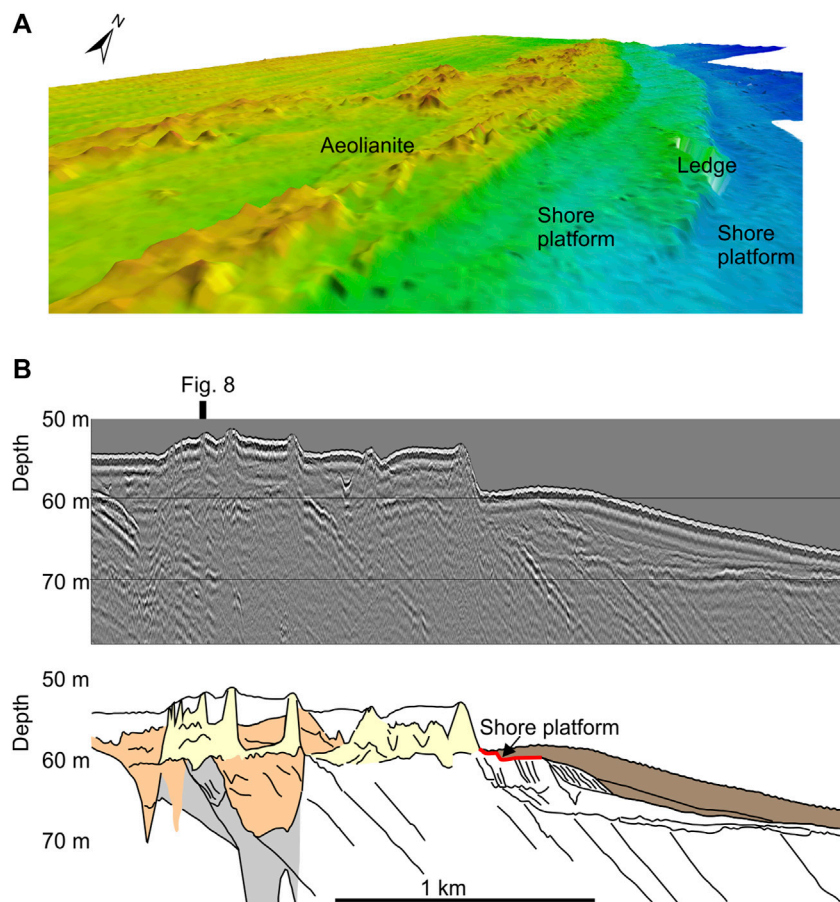 A
N
Aeolianite
Ledge
Shore
platform
Shore
platform
B
Fig. 8
50 m
Depth
60 m
70 m
50 m
Depth
Shore platform
60 m
70 m
1 km